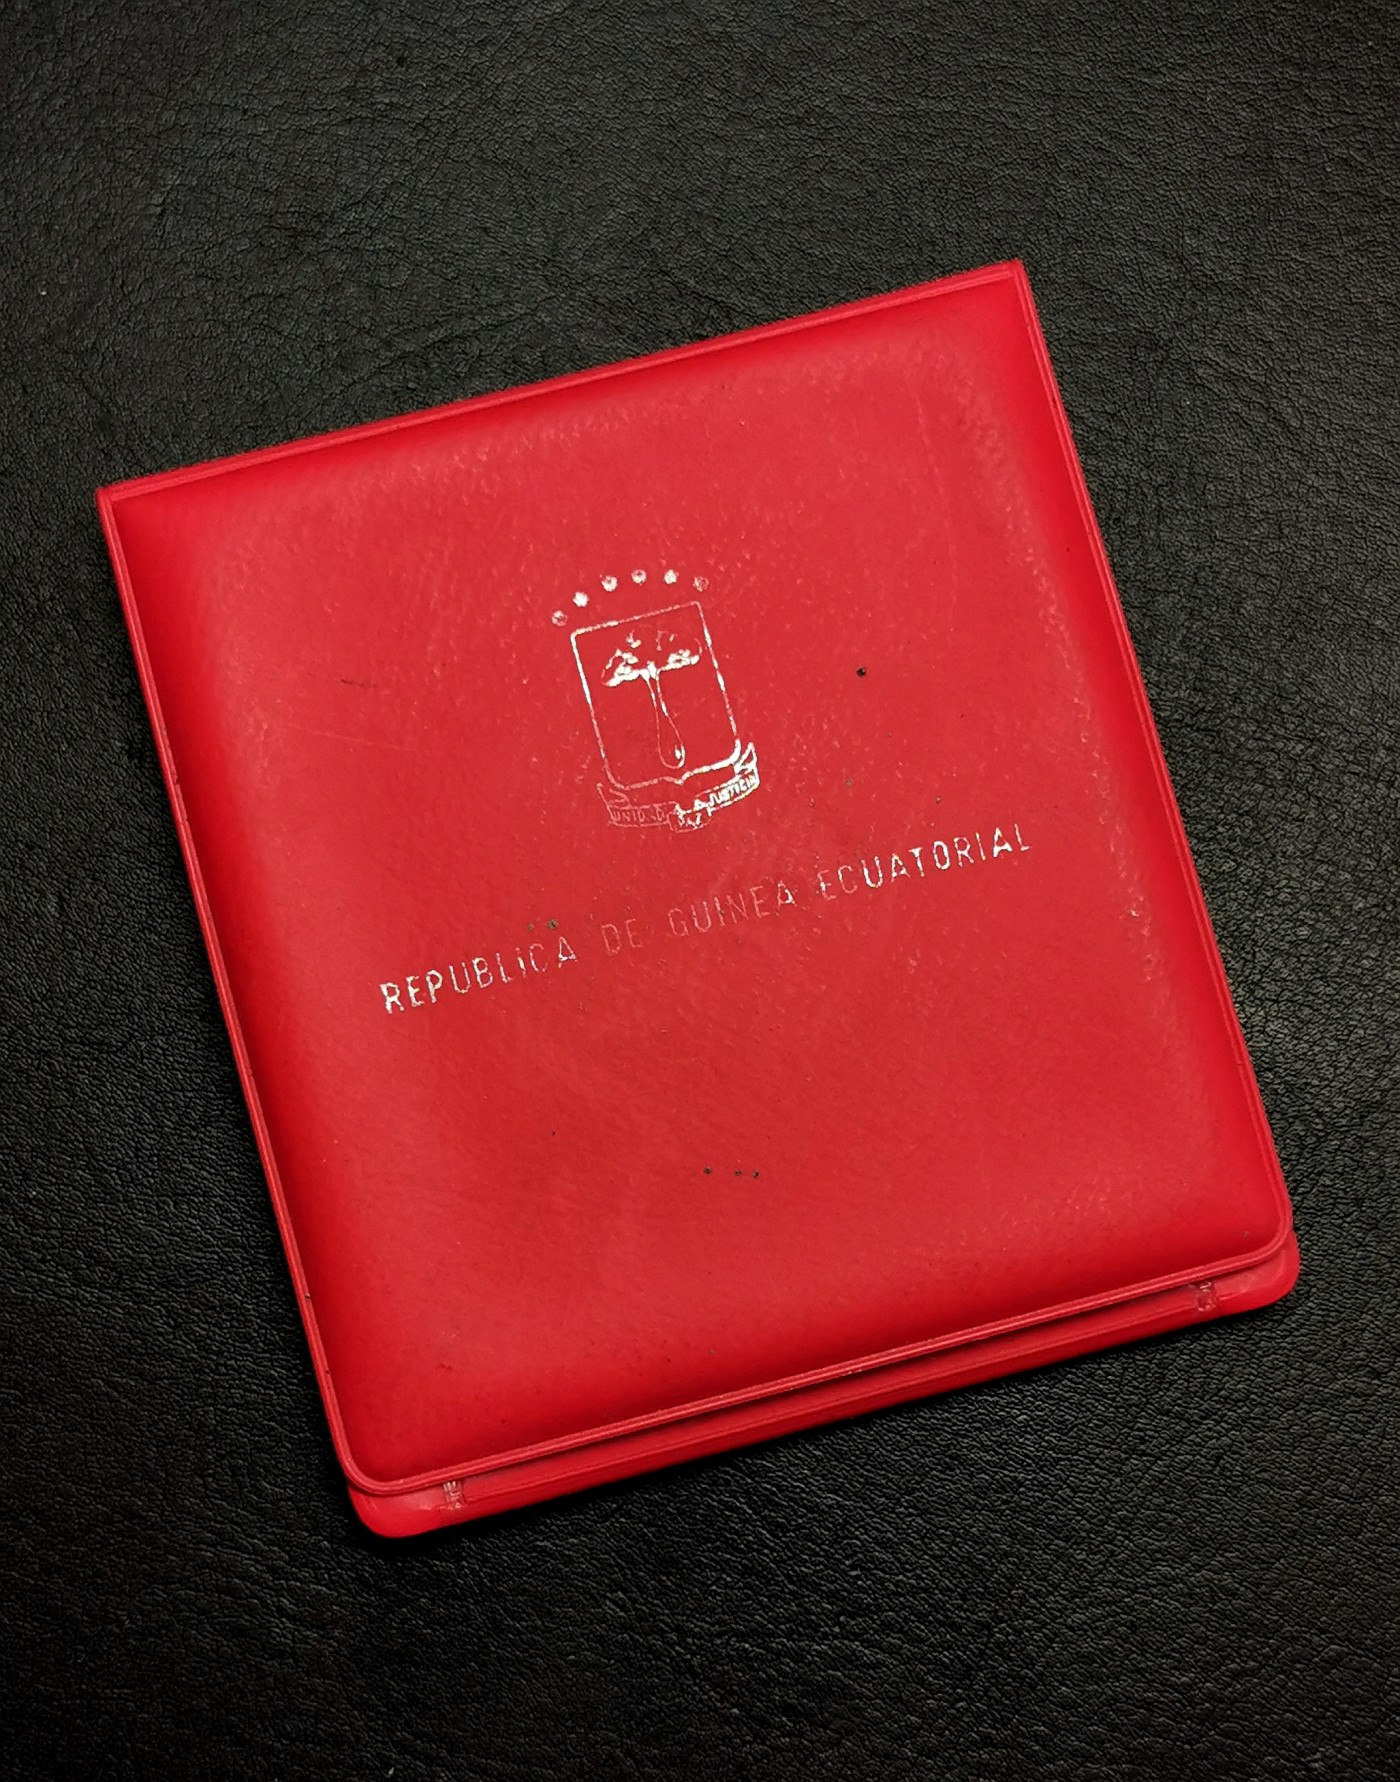 UNIDAD PAZ JUSTICIA
REPUBLICA DE GUINEA ECUATORIAL